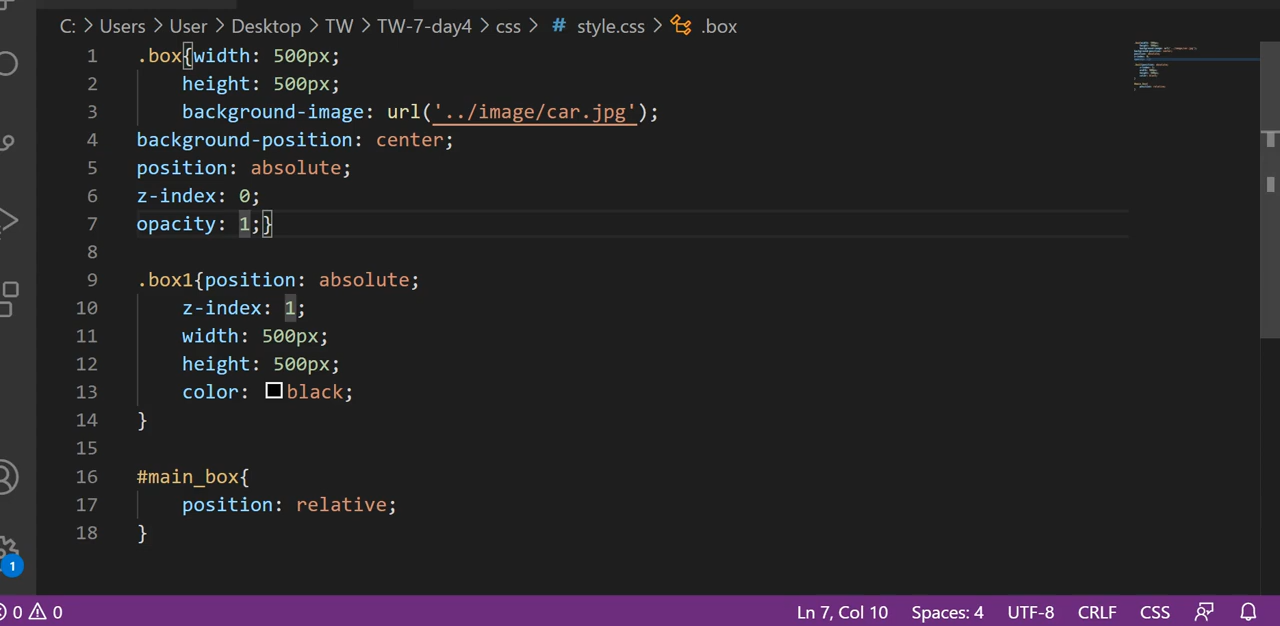 C: > Users > User > Desktop > TW > TW-7-day4 > css > # style.css > .box
1 .box{width: 500px;
2 height: 500px;
3 background-image: url('../image/car.jpg');
4 background-position: center;
5 position: absolute;
6 z-index: 0;
7 opacity: 1;}
8
9 .box1{position: absolute;
10 z-index: 1;
11 width: 500px;
12 height: 500px;
13 color: black;
14 }
15
16 #main_box{
17 position: relative;
18 }
1
0 0 Ln 7, Col 10 Spaces: 4 UTF-8 CRLF CSS